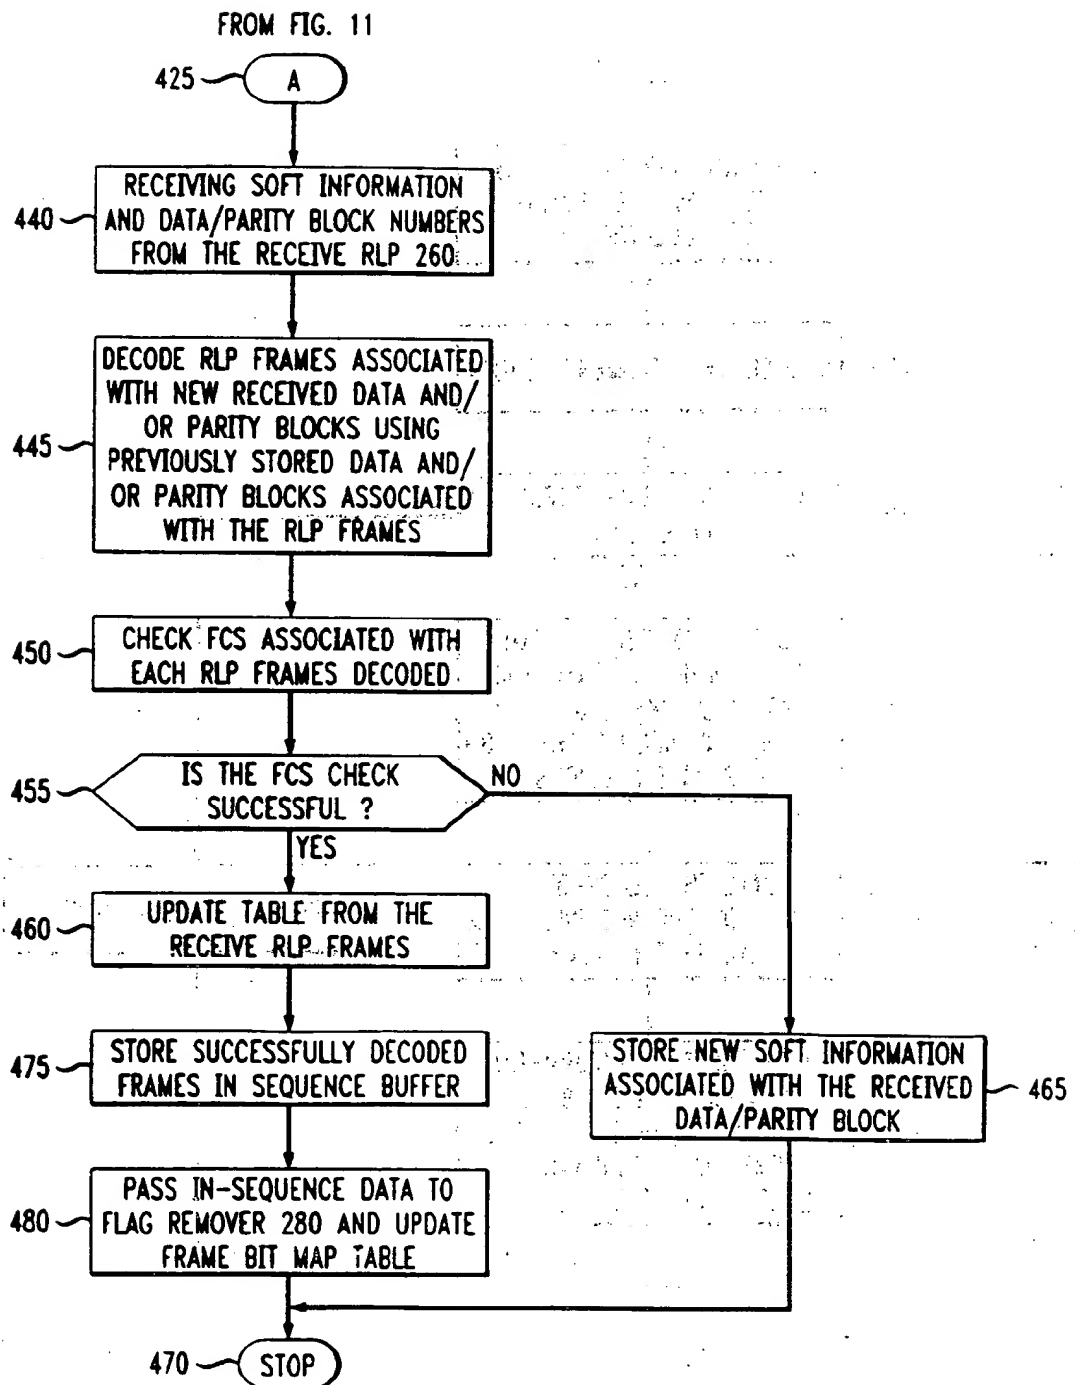 FROM FIG. 11
425
A
440
RECEIVING SOFT INFORMATION
AND DATA/PARITY BLOCK NUMBERS
FROM THE RECEIVE RLP 260
445
DECODE RLP FRAMES ASSOCIATED
WITH NEW RECEIVED DATA AND/
OR PARITY BLOCKS USING
PREVIOUSLY STORED DATA AND/
OR PARITY BLOCKS ASSOCIATED
WITH THE RLP FRAMES
450
CHECK FCS ASSOCIATED WITH
EACH RLP FRAMES DECODED
455
IS THE FCS CHECK
SUCCESSFUL ?
NO
YES
460
UPDATE TABLE FROM THE
RECEIVE RLP FRAMES
475
STORE SUCCESSFULLY DECODED
FRAMES IN SEQUENCE BUFFER
STORE NEW SOFT INFORMATION
ASSOCIATED WITH THE RECEIVED
DATA/PARITY BLOCK
465
480
PASS IN-SEQUENCE DATA TO
FLAG REMOVER 280 AND UPDATE
FRAME BIT MAP TABLE
470
STOP